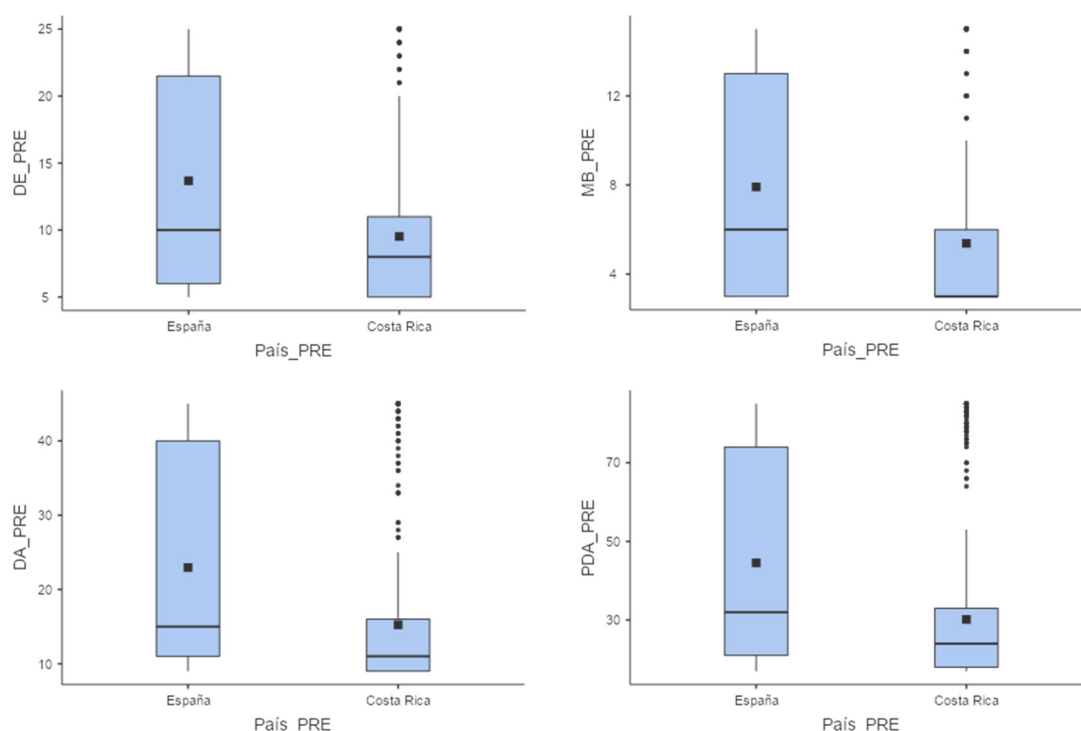 25
20
15
10
5
DE_PRE
España
Costa Rica
País_PRE
12
8
4
MB_PRE
España
Costa Rica
País_PRE
40
30
20
10
DA_PRE
España
Costa Rica
País_PRE
70
50
30
PDA_PRE
España
Costa Rica
País_PRE